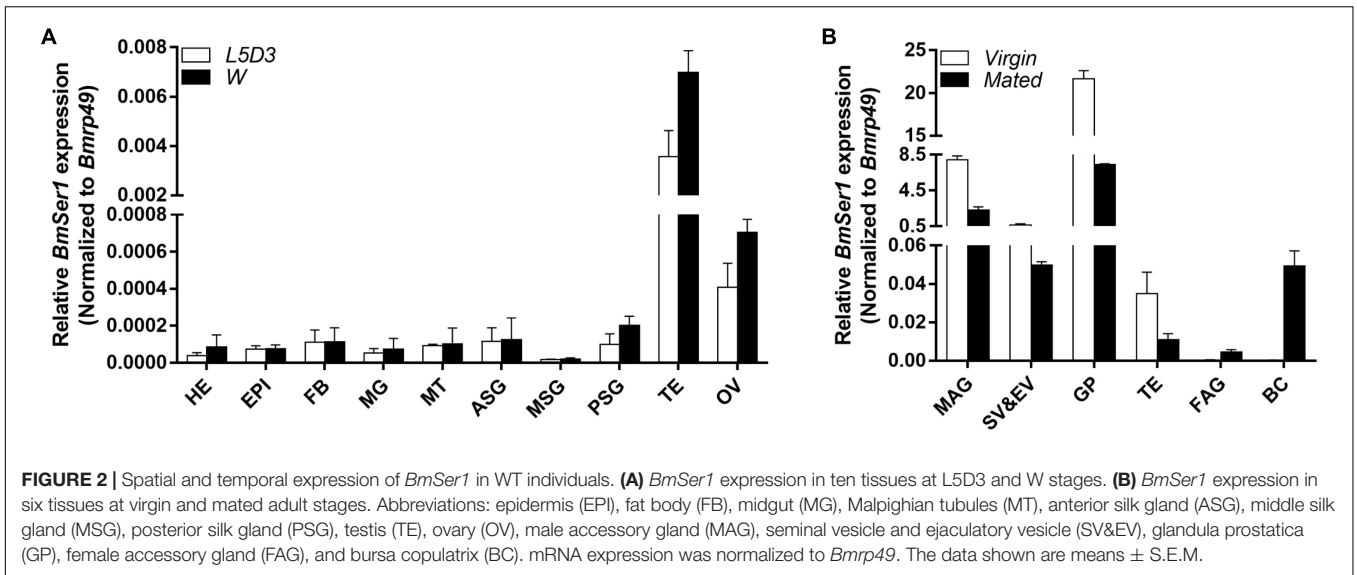 A
Relative BmSer1 expression
(Normalized to Bmrp49)
0.008
0.006
0.004
0.002
0.0008
0.0006
0.0004
0.0002
0.0000
L5D3
W
HE
EPI
FB
MG
MT
ASG
MSG
PSG
TE
OV
B
Relative BmSer1 expression
(Normalized to Bmrp49)
25
20
15
8.5
4.5
0.5
0.06
0.04
0.02
0.00
Virgin
Mated
MAG
SV&EV
GP
TE
FAG
BC
FIGURE 2 | Spatial and temporal expression of BmSer1 in WT individuals. (A) BmSer1 expression in ten tissues at L5D3 and W stages. (B) BmSer1 expression in
six tissues at virgin and mated adult stages. Abbreviations: epidermis (EPI), fat body (FB), midgut (MG), Malpighian tubules (MT), anterior silk gland (ASG), middle silk
gland (MSG), posterior silk gland (PSG), testis (TE), ovary (OV), male accessory gland (MAG), seminal vesicle and ejaculatory vesicle (SV&EV), glandula prostatica
(GP), female accessory gland (FAG), and bursa copulatrix (BC). mRNA expression was normalized to Bmrp49. The data shown are means ± S.E.M.